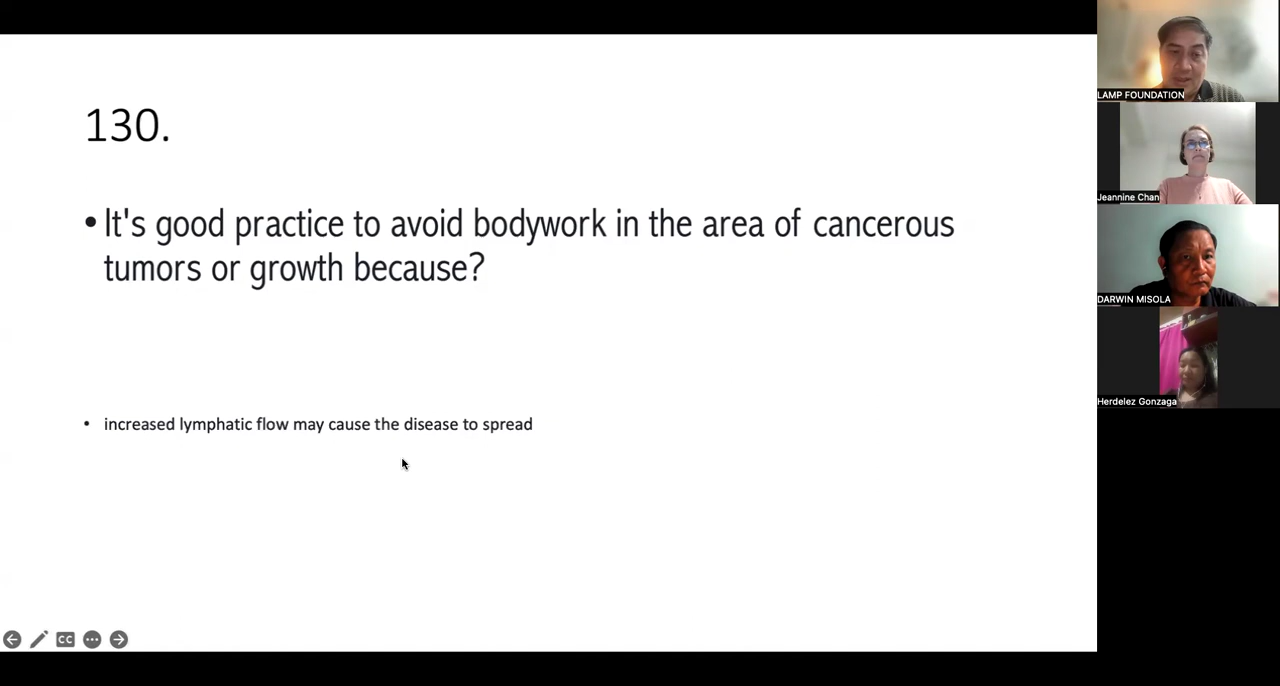 130.
• It's good practice to avoid bodywork in the area of cancerous
tumors or growth because?
• increased lymphatic flow may cause the disease to spread
CC
LAMP FOUNDATION
Jeannine Chan
DARWIN MISOLA
Herdelez Gonzaga